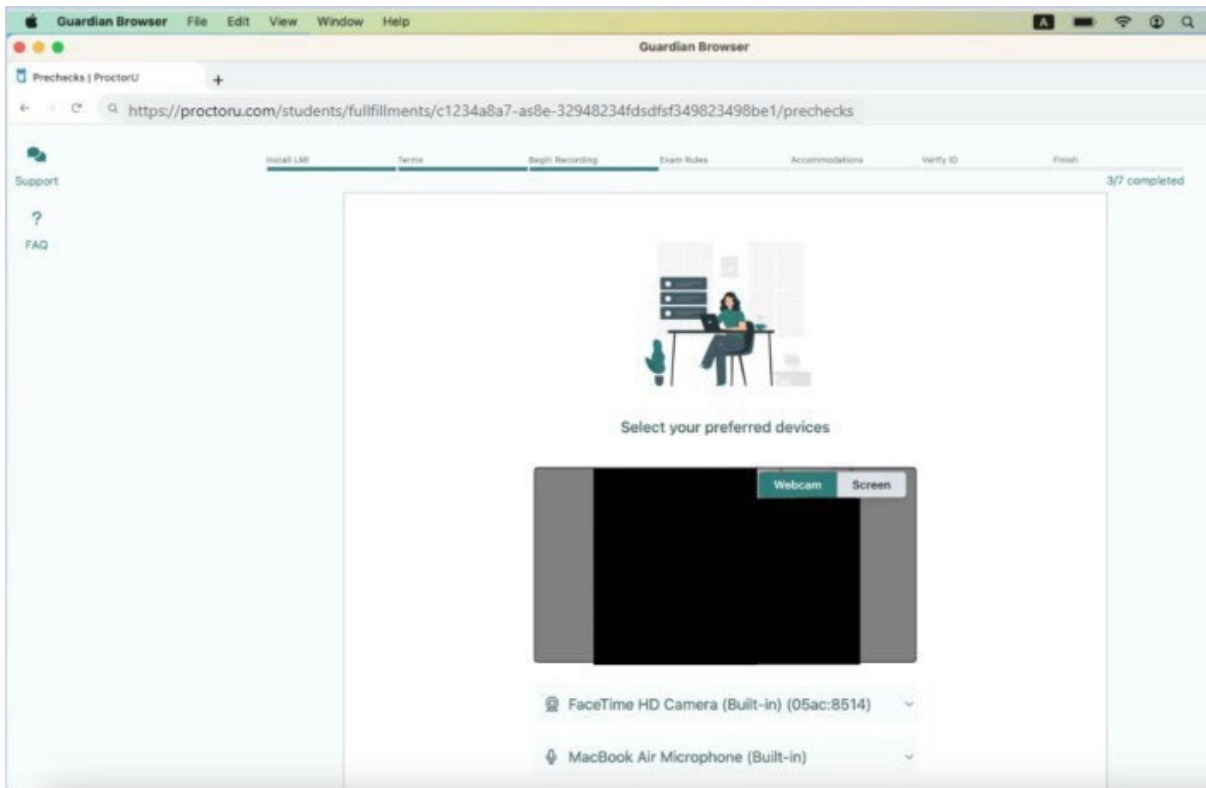 Guardian Browser File Edit View Window Help A
Guardian Browser
Prechecks | ProctorU +
https://proctoru.com/students/fullfillments/c1234a8a7-as8e-32948234fdsdfsf349823498be1/prechecks
Support
? 
FAQ
Install LMI Terms Begin Recording Exam Rules Accommodations Verify ID Finish
3/7 completed
Select your preferred devices
Webcam Screen
FaceTime HD Camera (Built-in) (05ac:8514)
MacBook Air Microphone (Built-in)